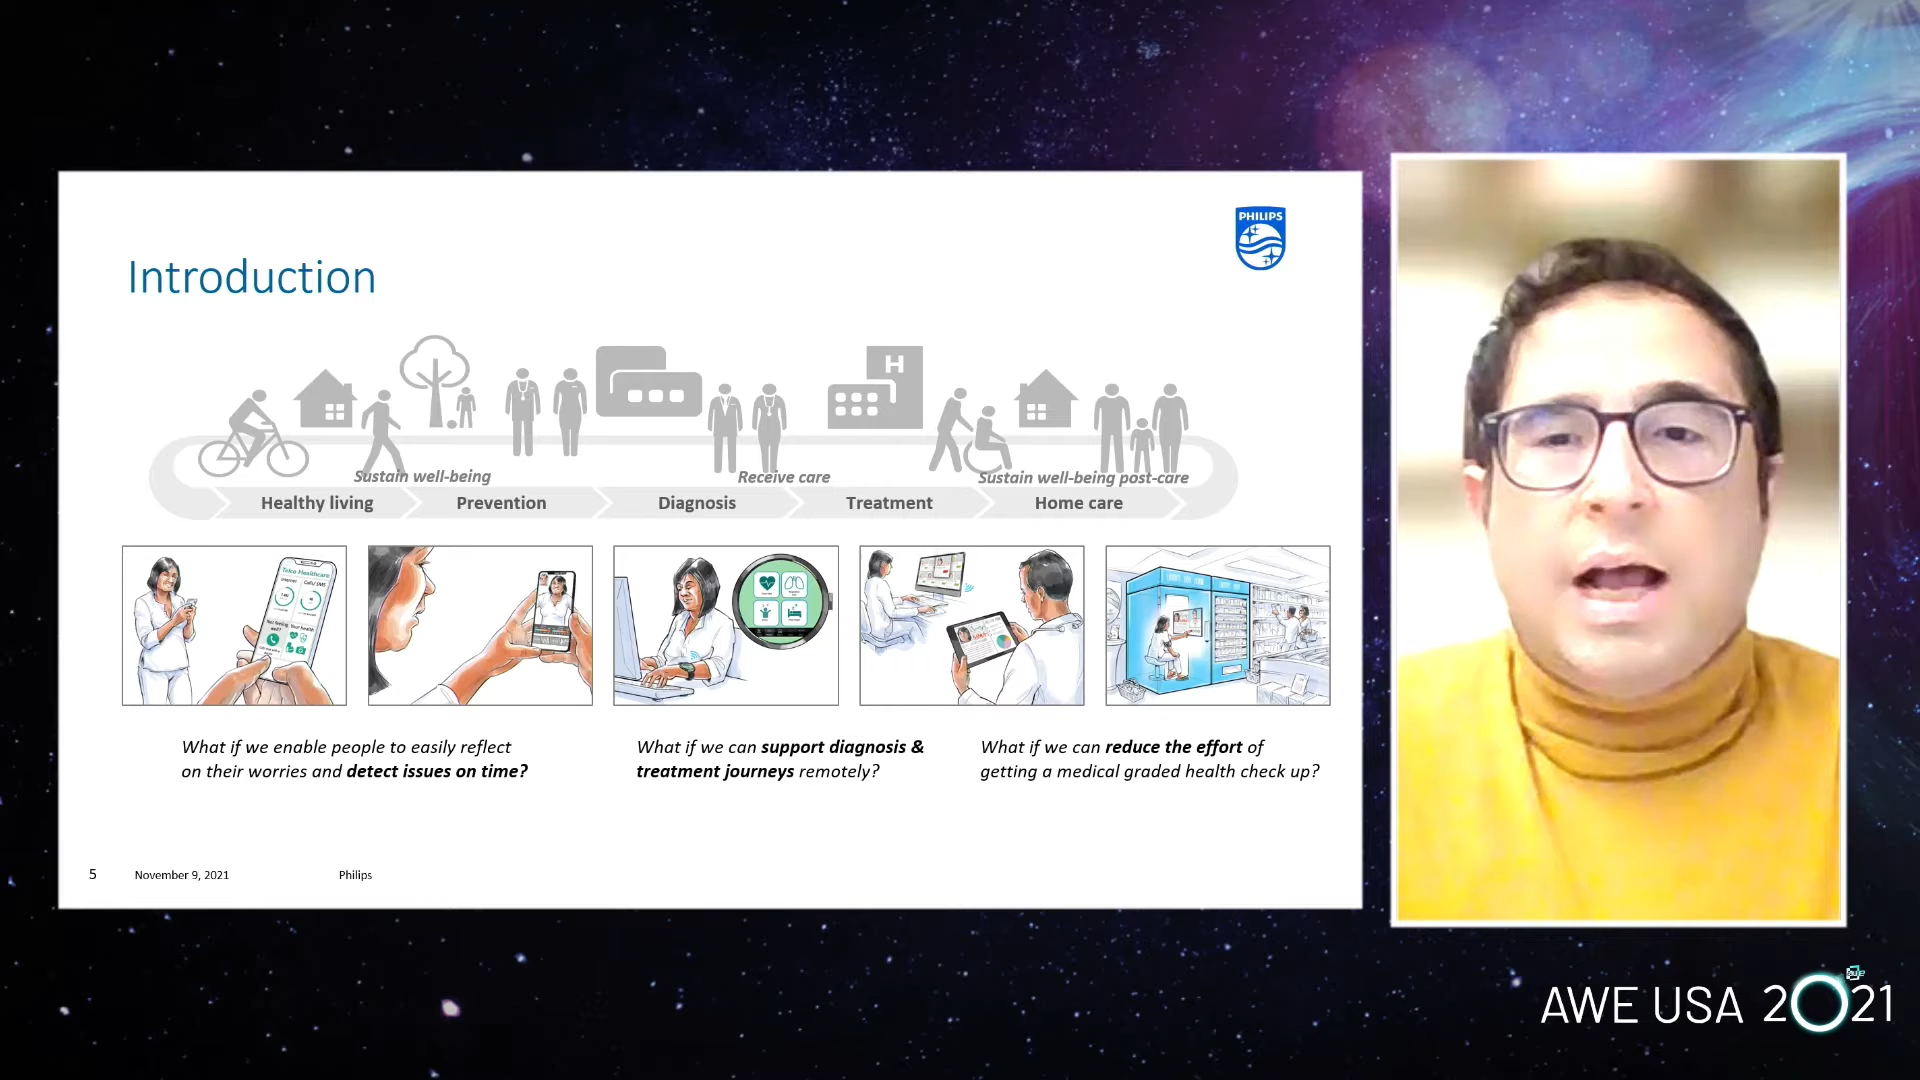 PHILIPS
Introduction
H
Sustain well-being
Receive care
Sustain well-being post-care
Healthy living
Prevention
Diagnosis
Treatment
Home care
Telco Healthcare
What if we enable people to easily reflect
on their worries and detect issues on time?
What if we can support diagnosis &
treatment journeys remotely?
What if we can reduce the effort of
getting a medical graded health check up?
5
November 9, 2021
Philips
AWE USA 2021